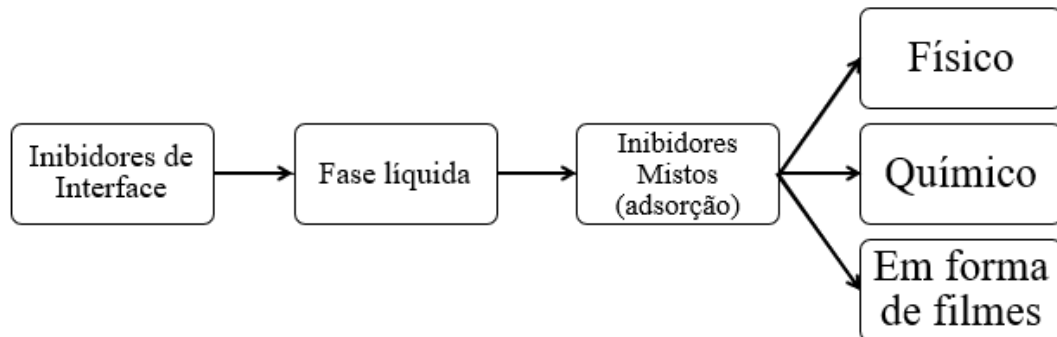 Inibidores de
Interface
Fase líquida
Inibidores
Mistos
(adsorção)
Físico
Químico
Em forma
de filmes